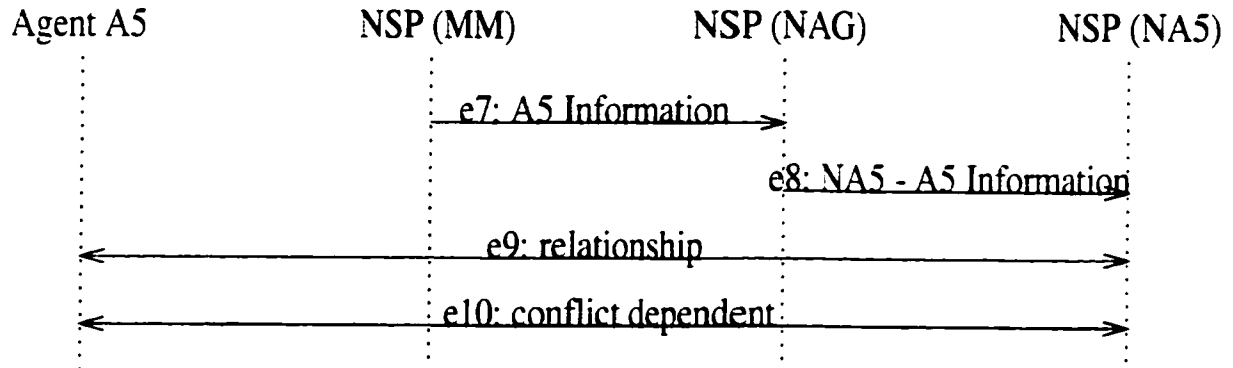 Agent A5 NSP (MM) NSP (NAG) NSP (NA5)
e7: A5 Information
e8: NA5 - A5 Information
e9: relationship
e10: conflict dependent